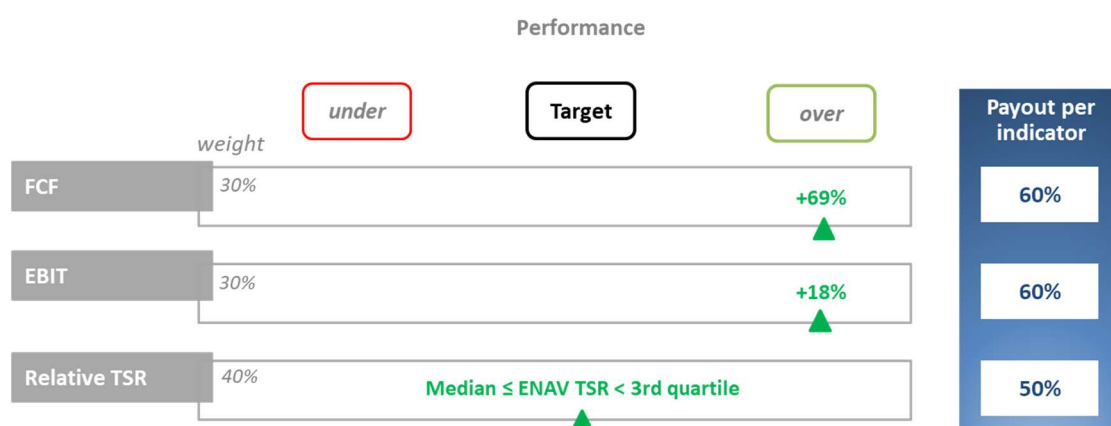 Performance
under
Target
over
Payout per
indicator
weight
FCF
30%
+69%
60%
EBIT
30%
+18%
60%
Relative TSR
40%
Median ≤ ENAV TSR < 3rd quartile
50%